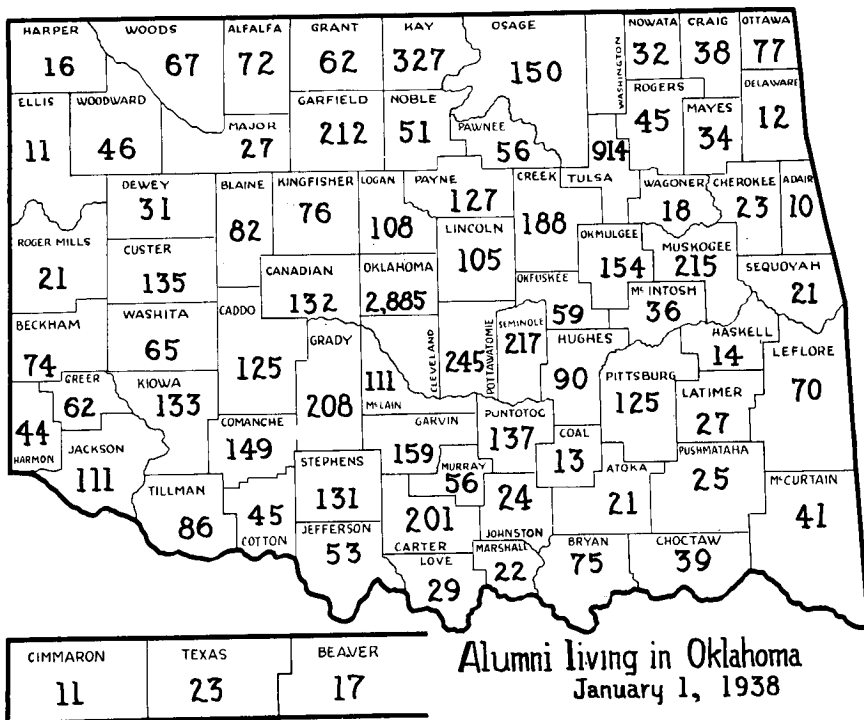 HARPER
16
WOODS
67
ALFALFA
72
GRANT
62
KAY
327
OSAGE
150
WASHINGTON
NOWATA
32
CRAIG
38
OTTAWA
77
ELLIS
11
WOODWARD
46
MAJOR
27
GARFIELD
212
NOBLE
51
PAWNEE
56
914
ROGERS
45
MAYES
34
DELAWARE
12
DEWEY
31
BLAINE
82
KINGFISHER
76
LOGAN
108
PAYNE
127
CREEK
188
TULSA
WAGONER
18
CHEROKEE
23
ADAIR
10
ROGER MILLS
21
CUSTER
135
CANADIAN
132
OKLAHOMA
2,885
LINCOLN
105
OKMULGEE
154
MUSKOGEE
215
SEQUOYAH
21
BECKHAM
74
WASHITA
65
CADDO
125
GRADY
208
CLEVELAND
POTTAWATOMIE
245
SEMINOLE
217
OKFUSKEE
59
McINTOSH
36
HASKELL
14
LEFLORE
70
GREER
62
KIOWA
133
111
McLAIN
HUGHES
90
PITTSBURG
125
LATIMER
27
44
HARMON
JACKSON
111
COMANCHE
149
GARVIN
159
PUNTOTOC
137
COAL
13
ATOKA
21
PUSHMATAHA
25
TILLMAN
86
45
COTTON
STEPHENS
131
MURRAY
56
24
JOHNSTON
McCURTAIN
41
JEFFERSON
53
201
CARTER
LOVE
29
MARSHALL
22
BRYAN
75
CHOCTAW
39
CIMMARON
11
TEXAS
23
BEAVER
17
Alumni living in Oklahoma
January 1, 1938